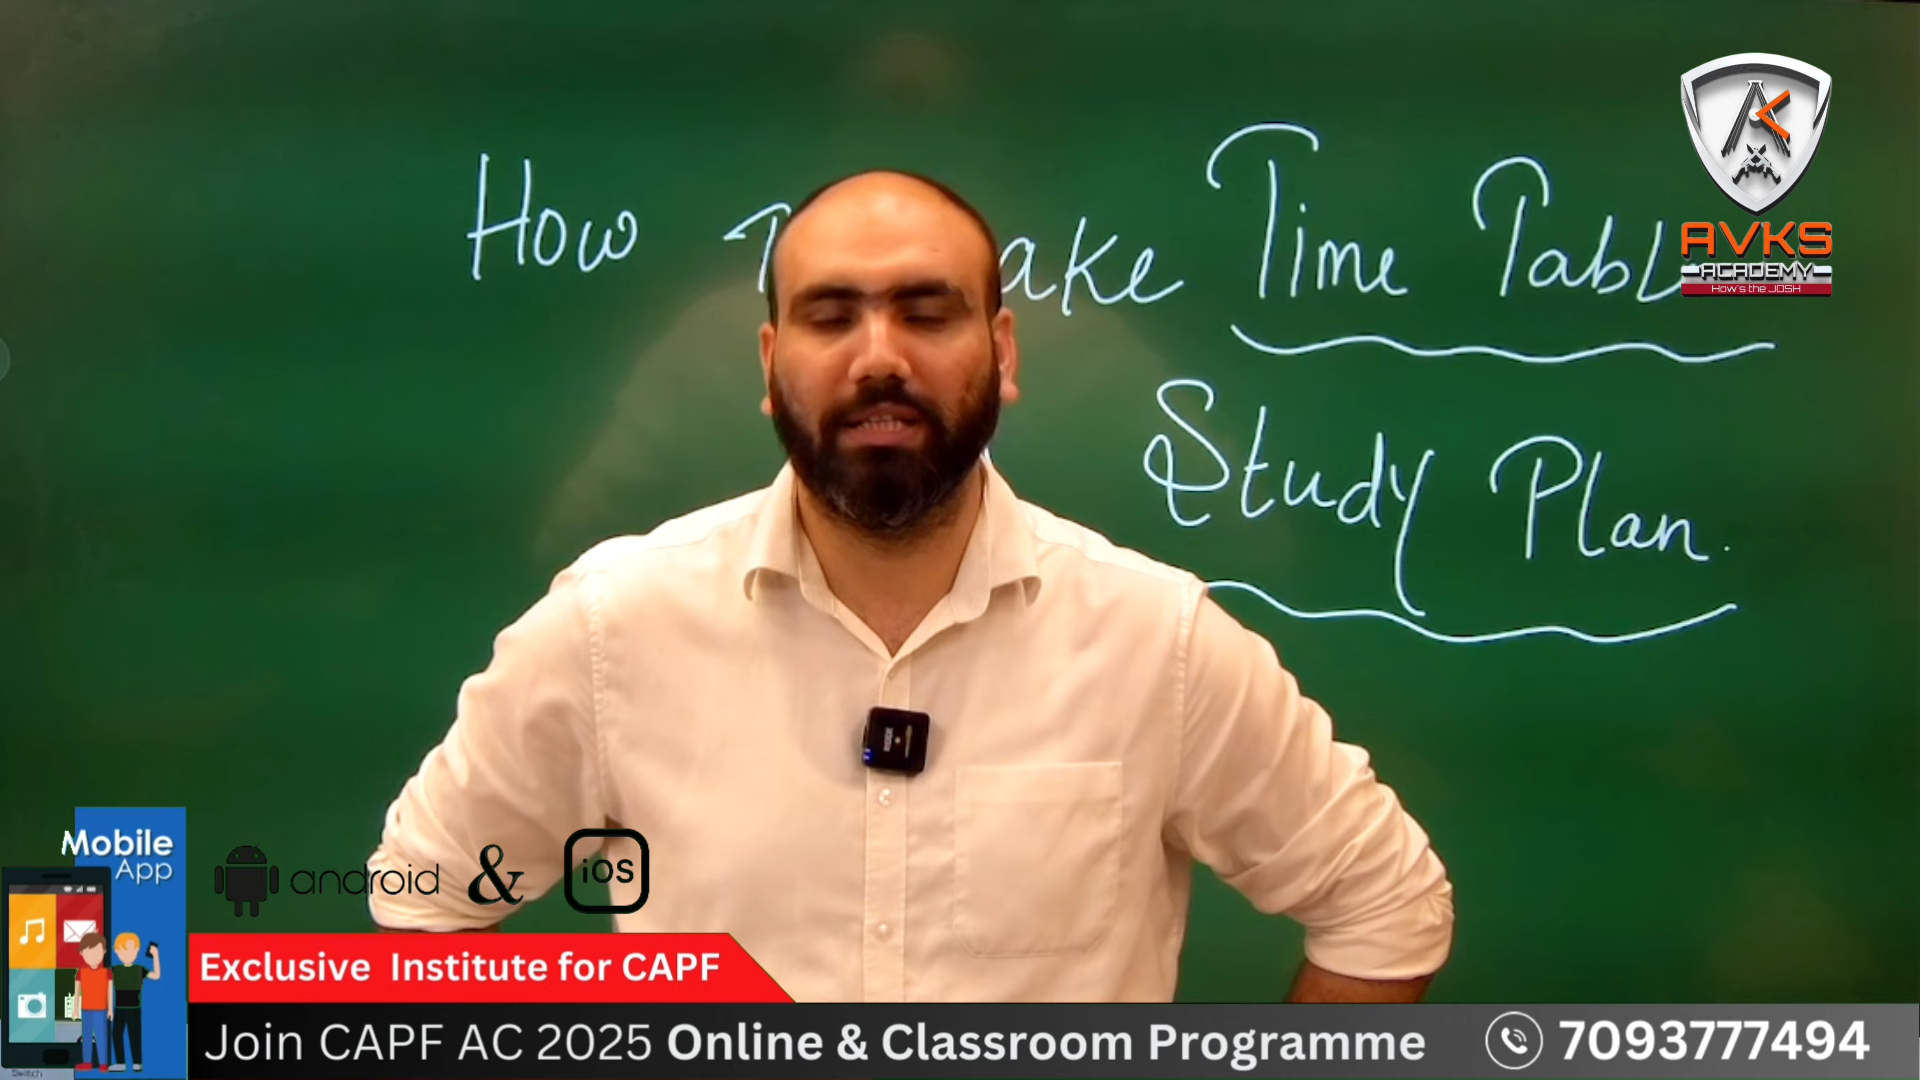 How T ake Time Tabl
Study Plan.
AVKS
ACADEMY
How's the JOSH
Mobile
App
android & iOS
Exclusive Institute for CAPF
Join CAPF AC 2025 Online & Classroom Programme 7093777494
Switch